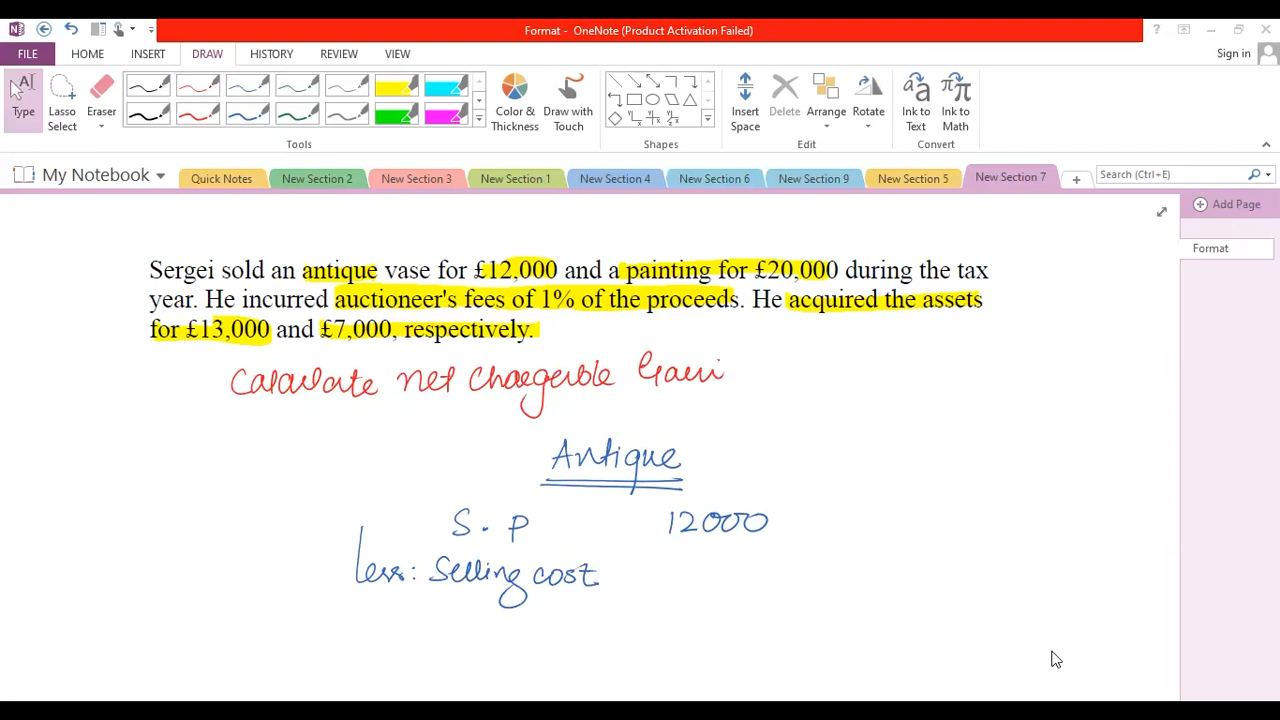 Format - OneNote (Product Activation Failed)
FILE HOME INSERT DRAW HISTORY REVIEW VIEW Sign in
Type
Lasso Select
Eraser
Color & Thickness
Draw with Touch
Insert Space
Delete
Arrange
Rotate
Ink to Text
Ink to Math
Tools Shapes Edit Convert
My Notebook Quick Notes New Section 2 New Section 3 New Section 1 New Section 4 New Section 6 New Section 9 New Section 5 New Section 7 Search (Ctrl+E)
Add Page
Format
Sergei sold an antique vase for £12,000 and a painting for £20,000 during the tax
year. He incurred auctioneer's fees of 1% of the proceeds. He acquired the assets
for £13,000 and £7,000, respectively.
Calculate net Chargeable Gain
Antique
S.P 12000
Less: Selling cost